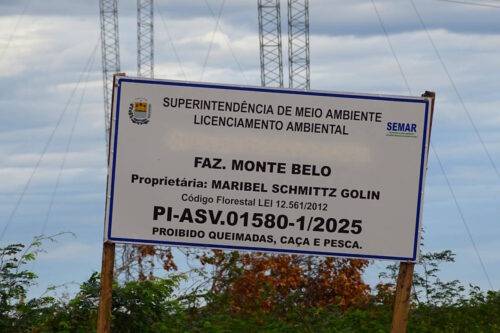 SUPERINTENDÊNCIA DE MEIO AMBIENTE
LICENCIAMENTO AMBIENTAL
SEMAR
FAZ. MONTE BELO
Proprietária: MARIBEL SCHMITTZ GOLIN
Código Florestal LEI 12.561/2012
PI-ASV.01580-1/2025
PROIBIDO QUEIMADAS, CAÇA E PESCA.